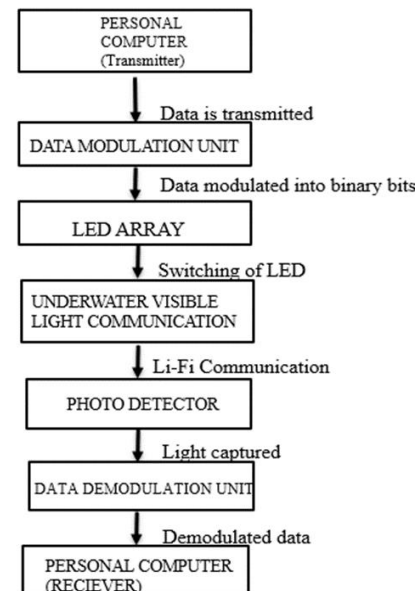 PERSONAL
COMPUTER
(Transmitter)
Data is transmitted
DATA MODULATION UNIT
Data modulated into binary bits
LED ARRAY
Switching of LED
UNDERWATER VISIBLE
LIGHT COMMUNICATION
Li-Fi Communication
PHOTO DETECTOR
Light captured
DATA DEMODULATION UNIT
Demodulated data
PERSONAL COMPUTER
(RECIEVER)